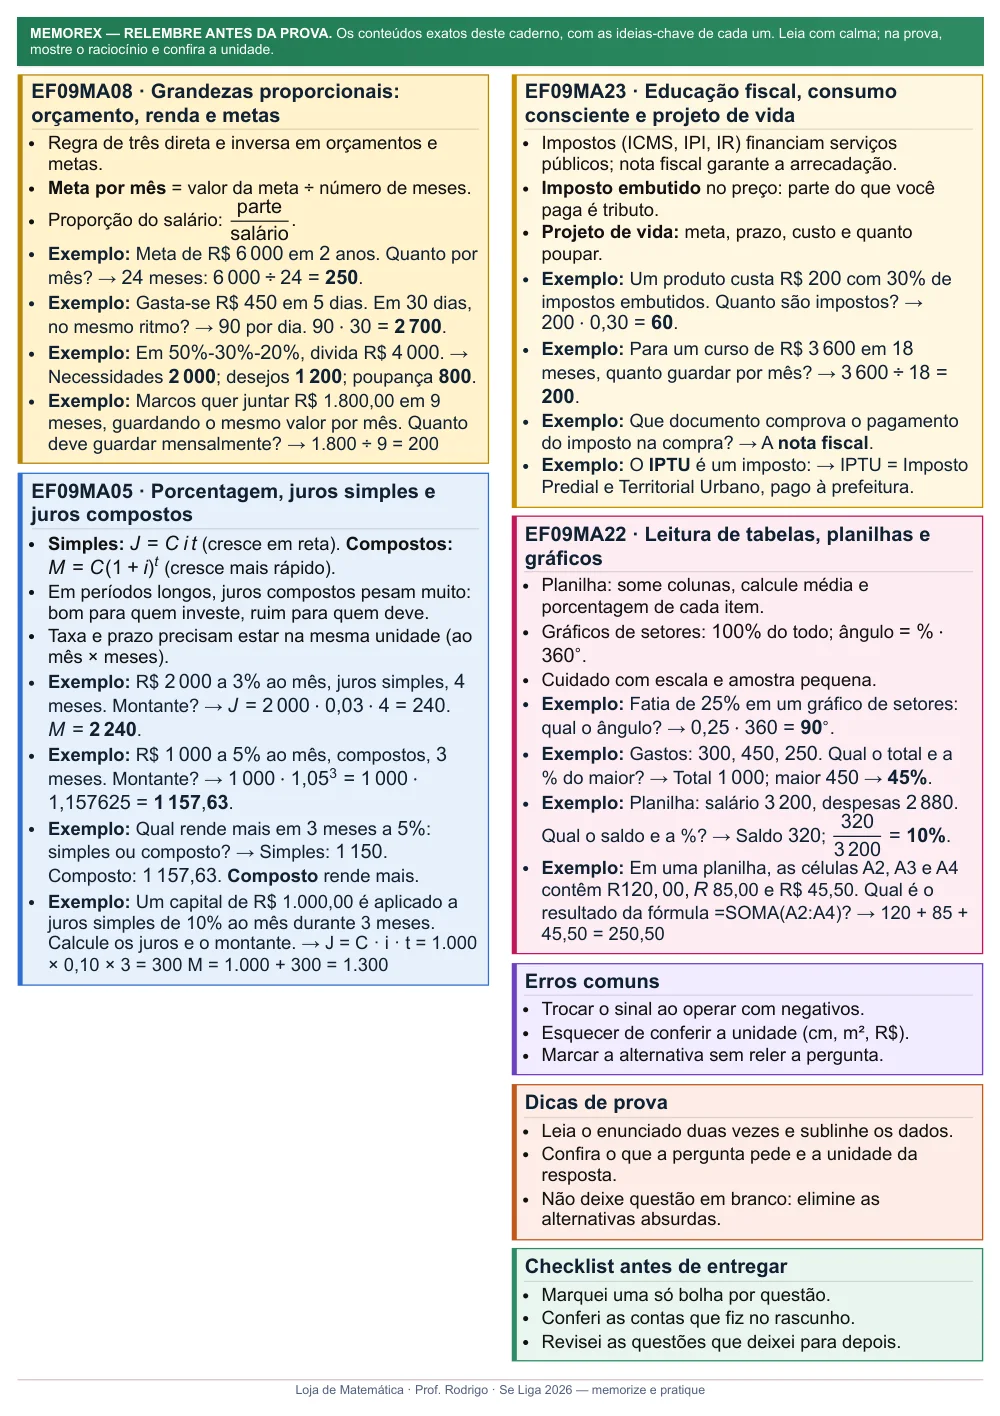 MEMOREX — RELEMBRE ANTES DA PROVA. Os conteúdos exatos deste caderno, com as ideias-chave de cada um. Leia com calma; na prova,
mostre o raciocínio e confira a unidade.
EF09MA08 · Grandezas proporcionais:
orçamento, renda e metas
• Regra de três direta e inversa em orçamentos e
metas.
• Meta por mês = valor da meta ÷ número de meses.
• Proporção do salário: parte/salário.
• Exemplo: Meta de R$ 6 000 em 2 anos. Quanto por
mês? → 24 meses: 6 000 ÷ 24 = 250.
• Exemplo: Gasta-se R$ 450 em 5 dias. Em 30 dias,
no mesmo ritmo? → 90 por dia. 90 · 30 = 2 700.
• Exemplo: Em 50%-30%-20%, divida R$ 4 000. →
Necessidades 2 000; desejos 1 200; poupança 800.
• Exemplo: Marcos quer juntar R$ 1.800,00 em 9
meses, guardando o mesmo valor por mês. Quanto
deve guardar mensalmente? → 1.800 ÷ 9 = 200
EF09MA05 · Porcentagem, juros simples e
juros compostos
• Simples: J = C i t (cresce em reta). Compostos:
M = C(1 + i)^t (cresce mais rápido).
• Em períodos longos, juros compostos pesam muito:
bom para quem investe, ruim para quem deve.
• Taxa e prazo precisam estar na mesma unidade (ao
mês × meses).
• Exemplo: R$ 2 000 a 3% ao mês, juros simples, 4
meses. Montante? → J = 2 000 · 0,03 · 4 = 240.
M = 2 240.
• Exemplo: R$ 1 000 a 5% ao mês, compostos, 3
meses. Montante? → 1 000 · 1,05³ = 1 000 ·
1,157625 = 1 157,63.
• Exemplo: Qual rende mais em 3 meses a 5%:
simples ou composto? → Simples: 1 150.
Composto: 1 157,63. Composto rende mais.
• Exemplo: Um capital de R$ 1.000,00 é aplicado a
juros simples de 10% ao mês durante 3 meses.
Calcule os juros e o montante. → J = C · i · t = 1.000
× 0,10 × 3 = 300 M = 1.000 + 300 = 1.300
EF09MA23 · Educação fiscal, consumo
consciente e projeto de vida
• Impostos (ICMS, IPI, IR) financiam serviços
públicos; nota fiscal garante a arrecadação.
• Imposto embutido no preço: parte do que você
paga é tributo.
• Projeto de vida: meta, prazo, custo e quanto
poupar.
• Exemplo: Um produto custa R$ 200 com 30% de
impostos embutidos. Quanto são impostos? →
200 · 0,30 = 60.
• Exemplo: Para um curso de R$ 3 600 em 18
meses, quanto guardar por mês? → 3 600 ÷ 18 =
200.
• Exemplo: Que documento comprova o pagamento
do imposto na compra? → A nota fiscal.
• Exemplo: O IPTU é um imposto: → IPTU = Imposto
Predial e Territorial Urbano, pago à prefeitura.
EF09MA22 · Leitura de tabelas, planilhas e
gráficos
• Planilha: some colunas, calcule média e
porcentagem de cada item.
• Gráficos de setores: 100% do todo; ângulo = % ·
360°.
• Cuidado com escala e amostra pequena.
• Exemplo: Fatia de 25% em um gráfico de setores:
qual o ângulo? → 0,25 · 360 = 90°.
• Exemplo: Gastos: 300, 450, 250. Qual o total e a
% do maior? → Total 1 000; maior 450 → 45%.
• Exemplo: Planilha: salário 3 200, despesas 2 880.
Qual o saldo e a %? → Saldo 320; 320/3 200 = 10%.
• Exemplo: Em uma planilha, as células A2, A3 e A4
contêm R120, 00, R 85,00 e R$ 45,50. Qual é o
resultado da fórmula =SOMA(A2:A4)? → 120 + 85 +
45,50 = 250,50
Erros comuns
• Trocar o sinal ao operar com negativos.
• Esquecer de conferir a unidade (cm, m², R$).
• Marcar a alternativa sem reler a pergunta.
Dicas de prova
• Leia o enunciado duas vezes e sublinhe os dados.
• Confira o que a pergunta pede e a unidade da
resposta.
• Não deixe questão em branco: elimine as
alternativas absurdas.
Checklist antes de entregar
• Marquei uma só bolha por questão.
• Conferi as contas que fiz no rascunho.
• Revisei as questões que deixei para depois.
Loja de Matemática · Prof. Rodrigo · Se Liga 2026 — memorize e pratique